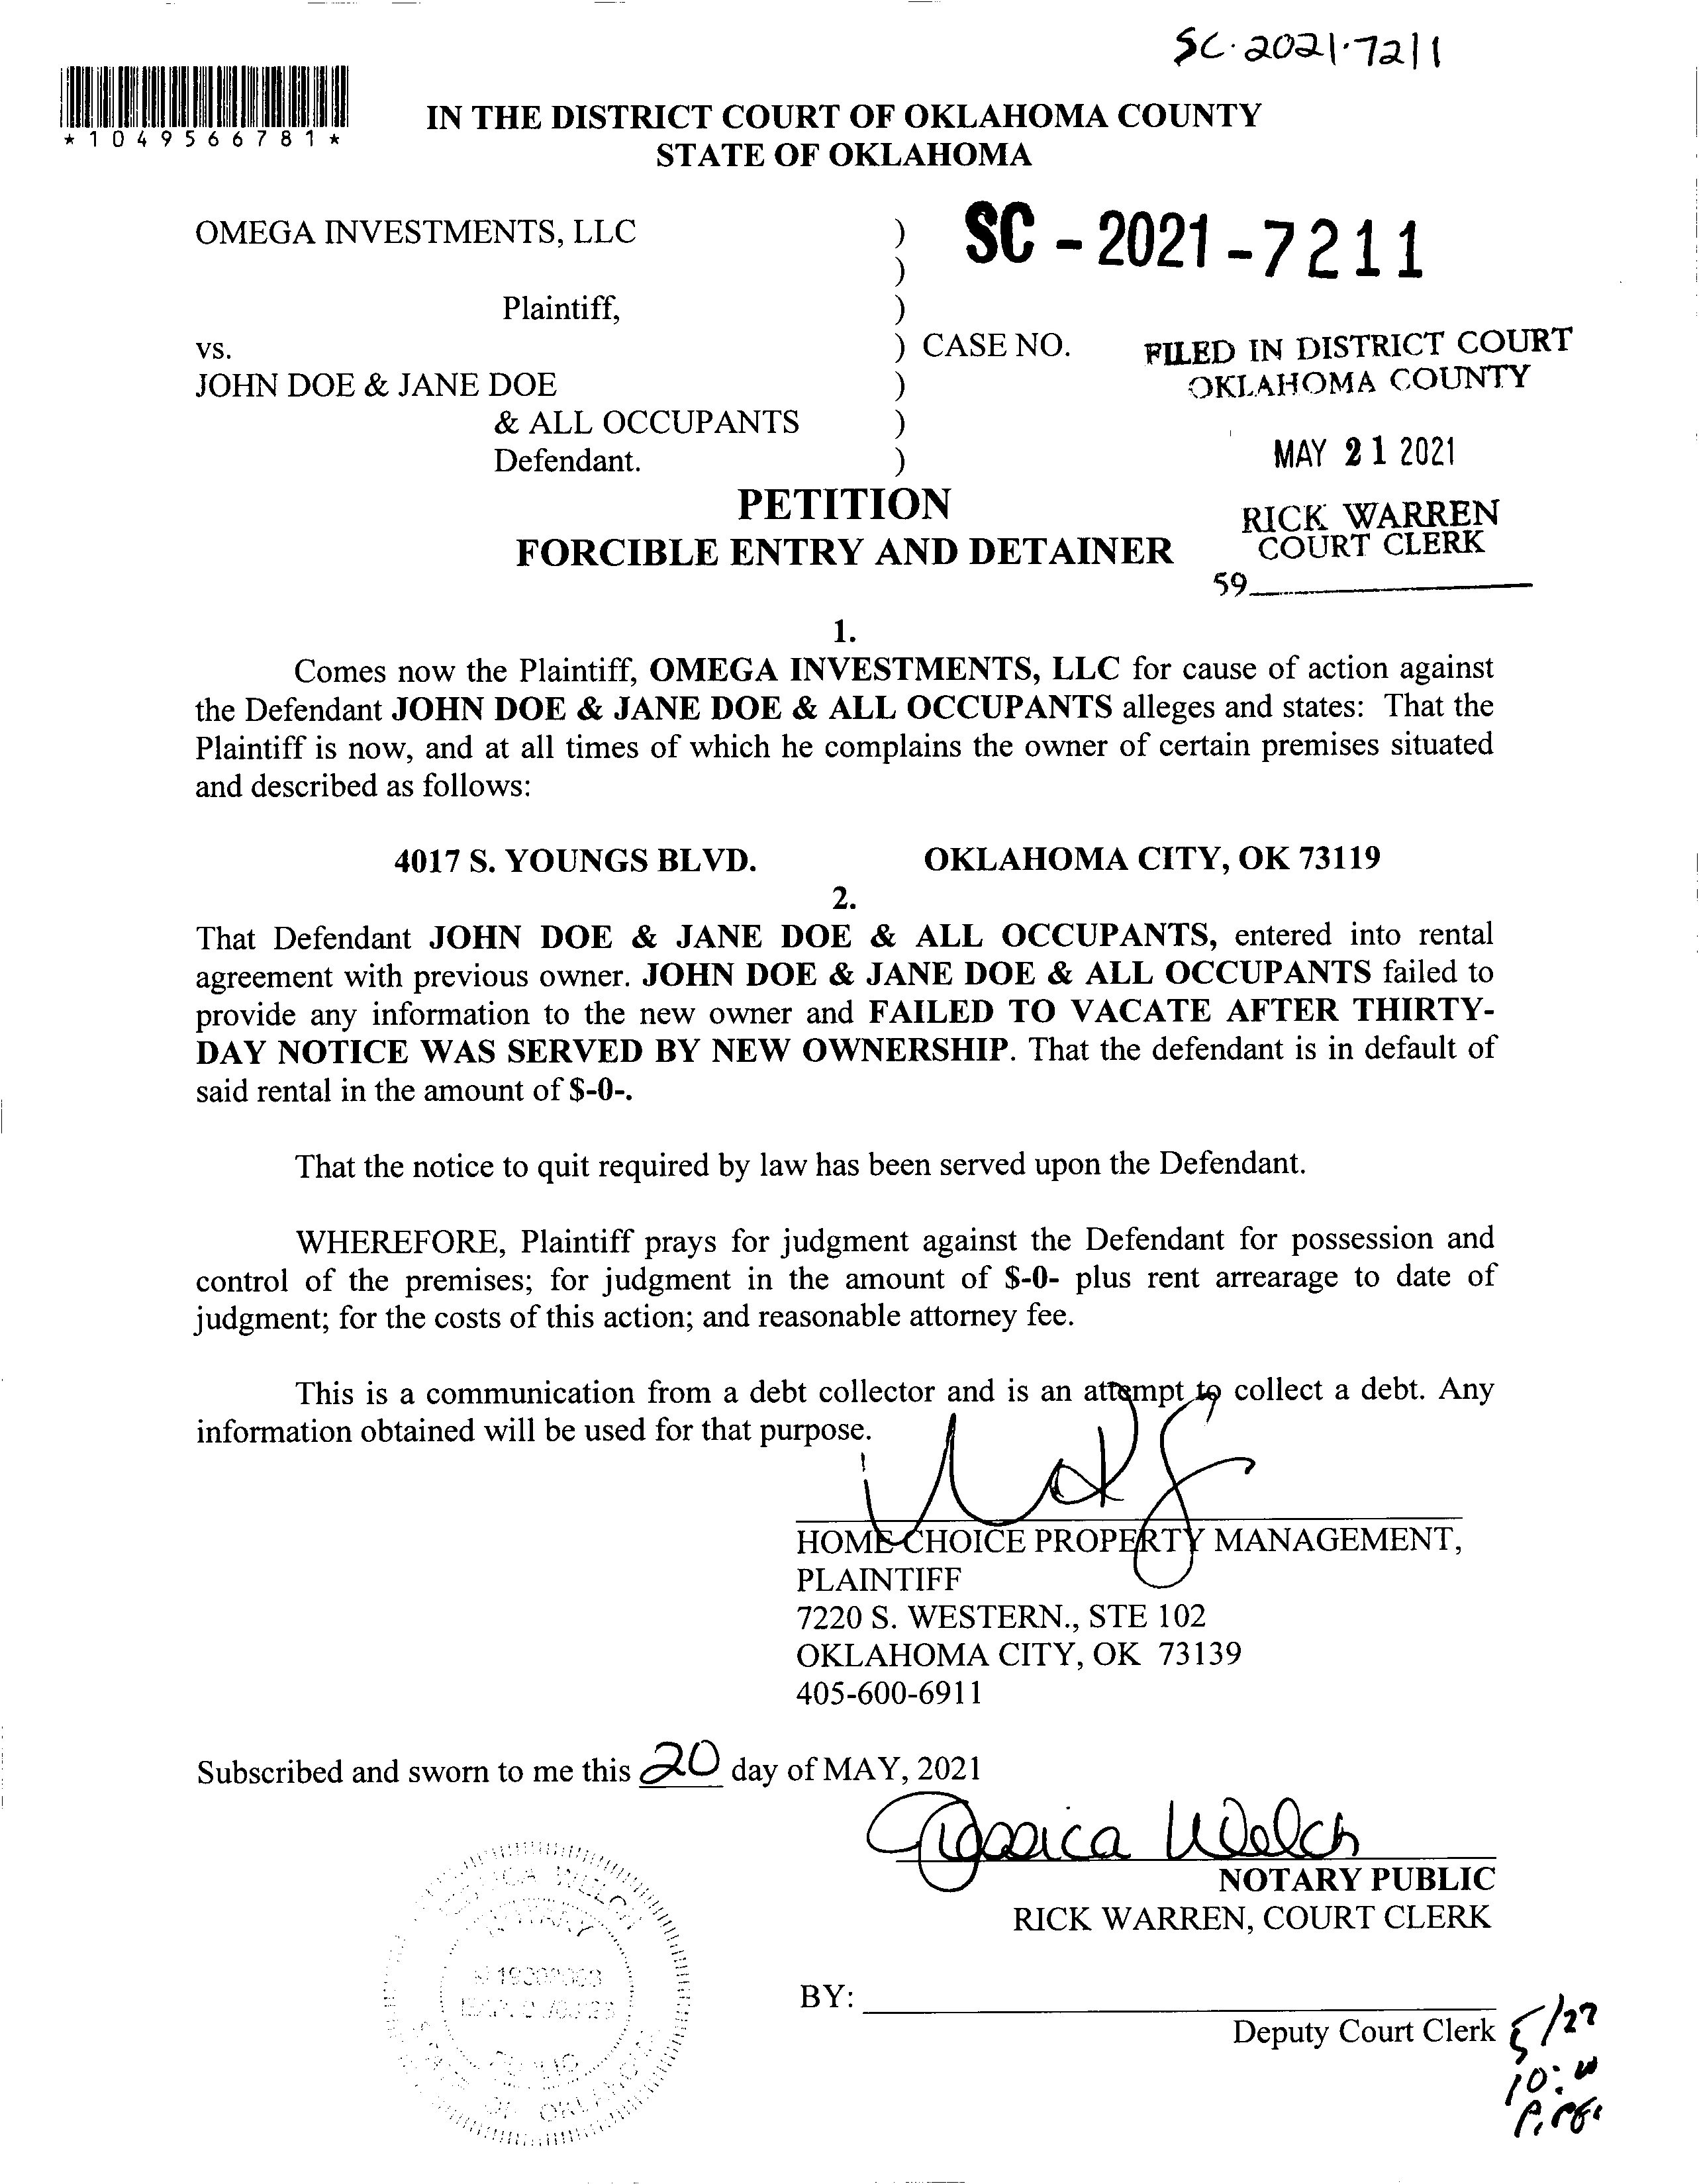 SC·2021·7211
*1049566781*
IN THE DISTRICT COURT OF OKLAHOMA COUNTY
STATE OF OKLAHOMA
OMEGA INVESTMENTS, LLC )
SC - 2021 - 7211
)
Plaintiff, )
vs. ) CASE NO.
FILED IN DISTRICT COURT
OKLAHOMA COUNTY
JOHN DOE & JANE DOE )
& ALL OCCUPANTS )
Defendant. )
MAY 21 2021
PETITION
RICK WARREN
COURT CLERK
FORCIBLE ENTRY AND DETAINER
59
1.
Comes now the Plaintiff, OMEGA INVESTMENTS, LLC for cause of action against
the Defendant JOHN DOE & JANE DOE & ALL OCCUPANTS alleges and states: That the
Plaintiff is now, and at all times of which he complains the owner of certain premises situated
and described as follows:
4017 S. YOUNGS BLVD. OKLAHOMA CITY, OK 73119
2.
That Defendant JOHN DOE & JANE DOE & ALL OCCUPANTS, entered into rental
agreement with previous owner. JOHN DOE & JANE DOE & ALL OCCUPANTS failed to
provide any information to the new owner and FAILED TO VACATE AFTER THIRTY-
DAY NOTICE WAS SERVED BY NEW OWNERSHIP. That the defendant is in default of
said rental in the amount of $-0-.
That the notice to quit required by law has been served upon the Defendant.
WHEREFORE, Plaintiff prays for judgment against the Defendant for possession and
control of the premises; for judgment in the amount of $-0- plus rent arrearage to date of
judgment; for the costs of this action; and reasonable attorney fee.
This is a communication from a debt collector and is an attempt to collect a debt. Any
information obtained will be used for that purpose.
HOME CHOICE PROPERTY MANAGEMENT,
PLAINTIFF
7220 S. WESTERN., STE 102
OKLAHOMA CITY, OK 73139
405-600-6911
Subscribed and sworn to me this 20 day of MAY, 2021
Jessica Welch
NOTARY PUBLIC
RICK WARREN, COURT CLERK
WELCH
NOTARY
BY:
Deputy Court Clerk
5/27
10: